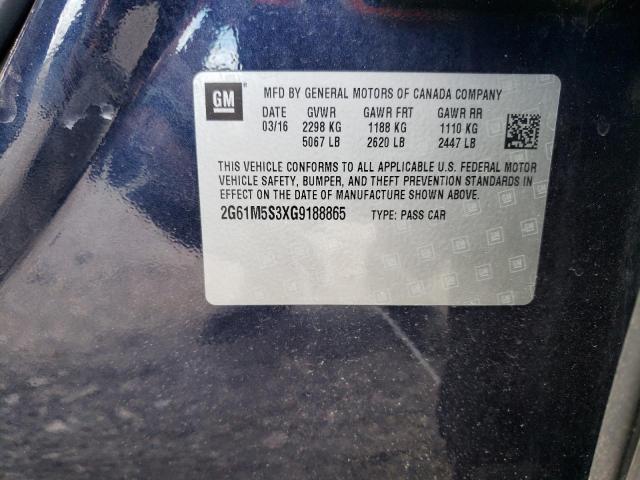 GM
MFD BY GENERAL MOTORS OF CANADA COMPANY
DATE GVWR GAWR FRT GAWR RR
03/16 2298 KG 1188 KG 1110 KG
5067 LB 2620 LB 2447 LB
THIS VEHICLE CONFORMS TO ALL APPLICABLE U.S. FEDERAL MOTOR
VEHICLE SAFETY, BUMPER, AND THEFT PREVENTION STANDARDS IN
EFFECT ON THE DATE OF MANUFACTURE SHOWN ABOVE.
2G61M5S3XG9188865 TYPE: PASS CAR